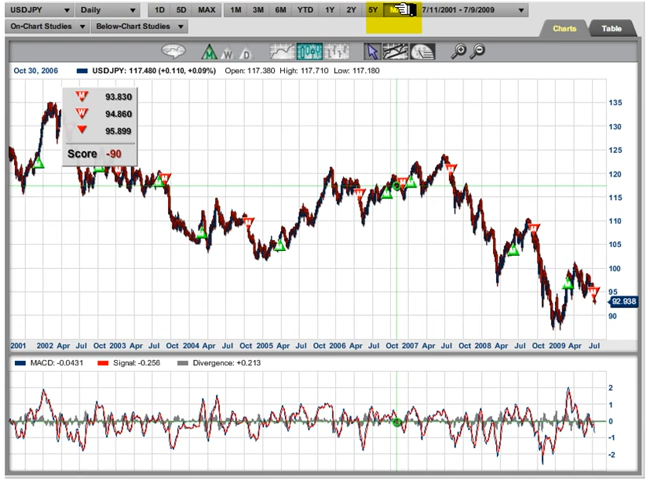 USDJPY Daily 1D 5D MAX 1M 3M 6M YTD 1Y 2Y 5Y 7/11/2001 - 7/9/2009
On-Chart Studies Below-Chart Studies Charts Table
M W D
Oct 30, 2006 USDJPY: 117.480 (+0.110, +0.09%) Open: 117.380 High: 117.710 Low: 117.180
M 93.830
W 94.860
95.899
Score -90
135
130
125
120
115
110
105
100
95
92.938
90
2001 2002 Apr Jul Oct 2003 Apr Jul Oct 2004 Apr Jul Oct 2005 Apr Jul Oct 2006 Apr Jul Oct 2007 Apr Jul Oct 2008 Apr Jul Oct 2009 Apr Jul
MACD: -0.0431 Signal: -0.256 Divergence: +0.213
2
1
0
-1
-2